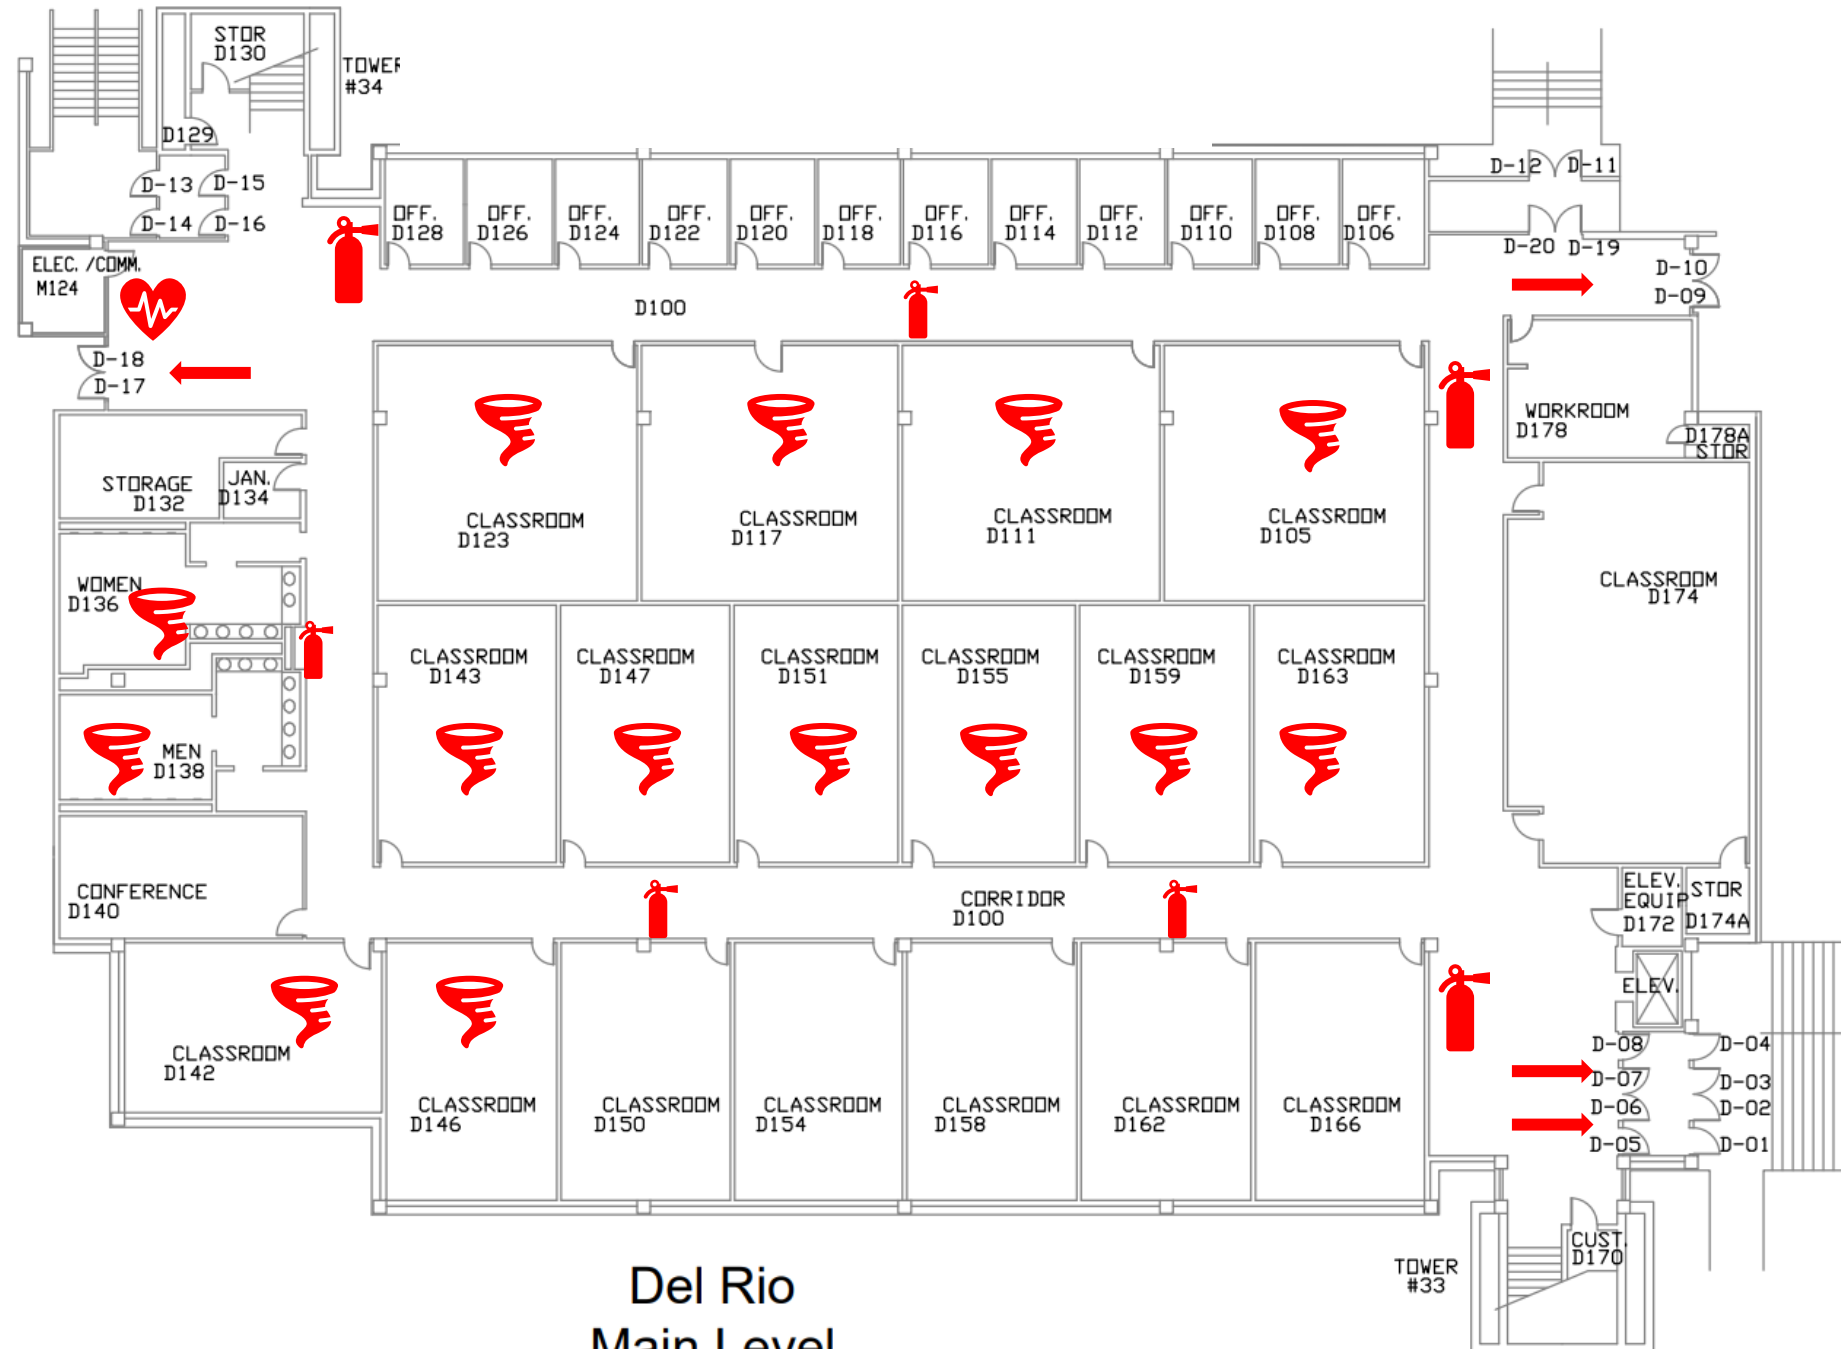 STOR
D130
TOWER
#34
D129
D-13
D-15
D-14
D-16
D-12
D-11
D-20
D-19
D-10
D-09
ELEC. /COMM.
M124
OFF.
D128
OFF.
D126
OFF.
D124
OFF.
D122
OFF.
D120
OFF.
D118
OFF.
D116
OFF.
D114
OFF.
D112
OFF.
D110
OFF.
D108
OFF.
D106
D100
D-18
D-17
WORKROOM
D178
D178A
STOR
STORAGE
D132
JAN.
D134
CLASSROOM
D123
CLASSROOM
D117
CLASSROOM
D111
CLASSROOM
D105
CLASSROOM
D174
WOMEN
D136
MEN
D138
CLASSROOM
D143
CLASSROOM
D147
CLASSROOM
D151
CLASSROOM
D155
CLASSROOM
D159
CLASSROOM
D163
CONFERENCE
D140
CORRIDOR
D100
ELEV.
EQUIP
D172
STOR
D174A
ELEV.
CLASSROOM
D142
CLASSROOM
D146
CLASSROOM
D150
CLASSROOM
D154
CLASSROOM
D158
CLASSROOM
D162
CLASSROOM
D166
D-08
D-04
D-07
D-03
D-06
D-02
D-05
D-01
CUST.
D170
TOWER
#33
Del Rio
Main Level